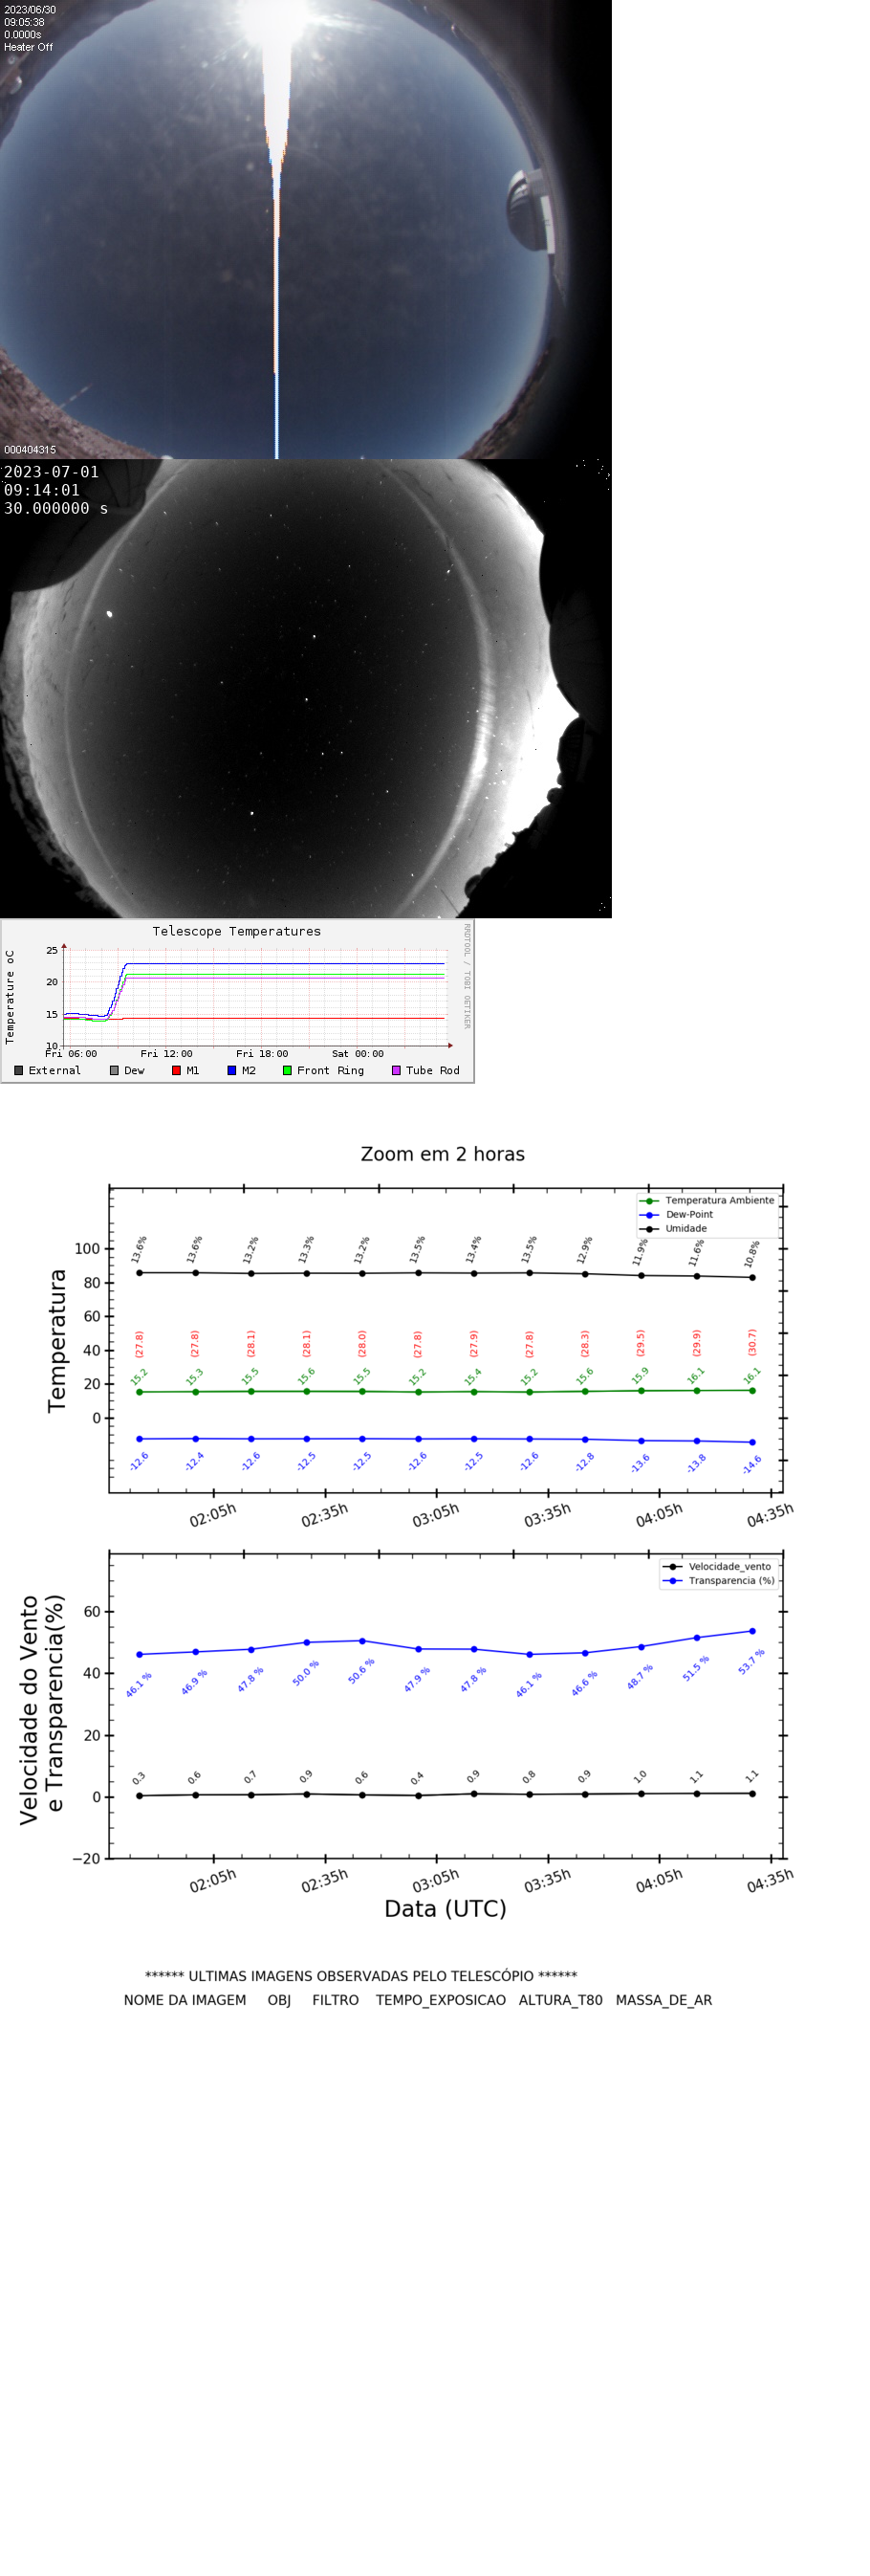 2023/06/30
09:05:38
0.0000s
Heater Off
000404315
2023-07-01
09:14:01
30.000000 s
Telescope Temperatures
RRDTOOL / TOBI OETIKER
Temperature oC
25
20
15
10
Fri 06:00 Fri 12:00 Fri 18:00 Sat 00:00
External Dew M1 M2 Front Ring Tube Rod
Zoom em 2 horas
Temperatura Ambiente
Dew-Point
Umidade
Temperatura
100
80
60
40
20
0
13.6% 13.6% 13.2% 13.3% 13.2% 13.5% 13.4% 13.5% 12.9% 11.9% 11.6% 10.8%
(27.8) (27.8) (28.1) (28.1) (28.0) (27.8) (27.9) (27.8) (28.3) (29.5) (29.9) (30.7)
15.2 15.3 15.5 15.6 15.5 15.2 15.4 15.2 15.6 15.9 16.1 16.1
-12.6 -12.4 -12.6 -12.5 -12.5 -12.6 -12.5 -12.6 -12.8 -13.6 -13.8 -14.6
02:05h 02:35h 03:05h 03:35h 04:05h 04:35h
Velocidade_vento
Transparencia (%)
Velocidade do Vento
e Transparencia(%)
60
40
20
0
−20
46.1 % 46.9 % 47.8 % 50.0 % 50.6 % 47.9 % 47.8 % 46.1 % 46.6 % 48.7 % 51.5 % 53.7 %
0.3 0.6 0.7 0.9 0.6 0.4 0.9 0.8 0.9 1.0 1.1 1.1
02:05h 02:35h 03:05h 03:35h 04:05h 04:35h
Data (UTC)
****** ULTIMAS IMAGENS OBSERVADAS PELO TELESCÓPIO ******
NOME DA IMAGEM OBJ FILTRO TEMPO_EXPOSICAO ALTURA_T80 MASSA_DE_AR